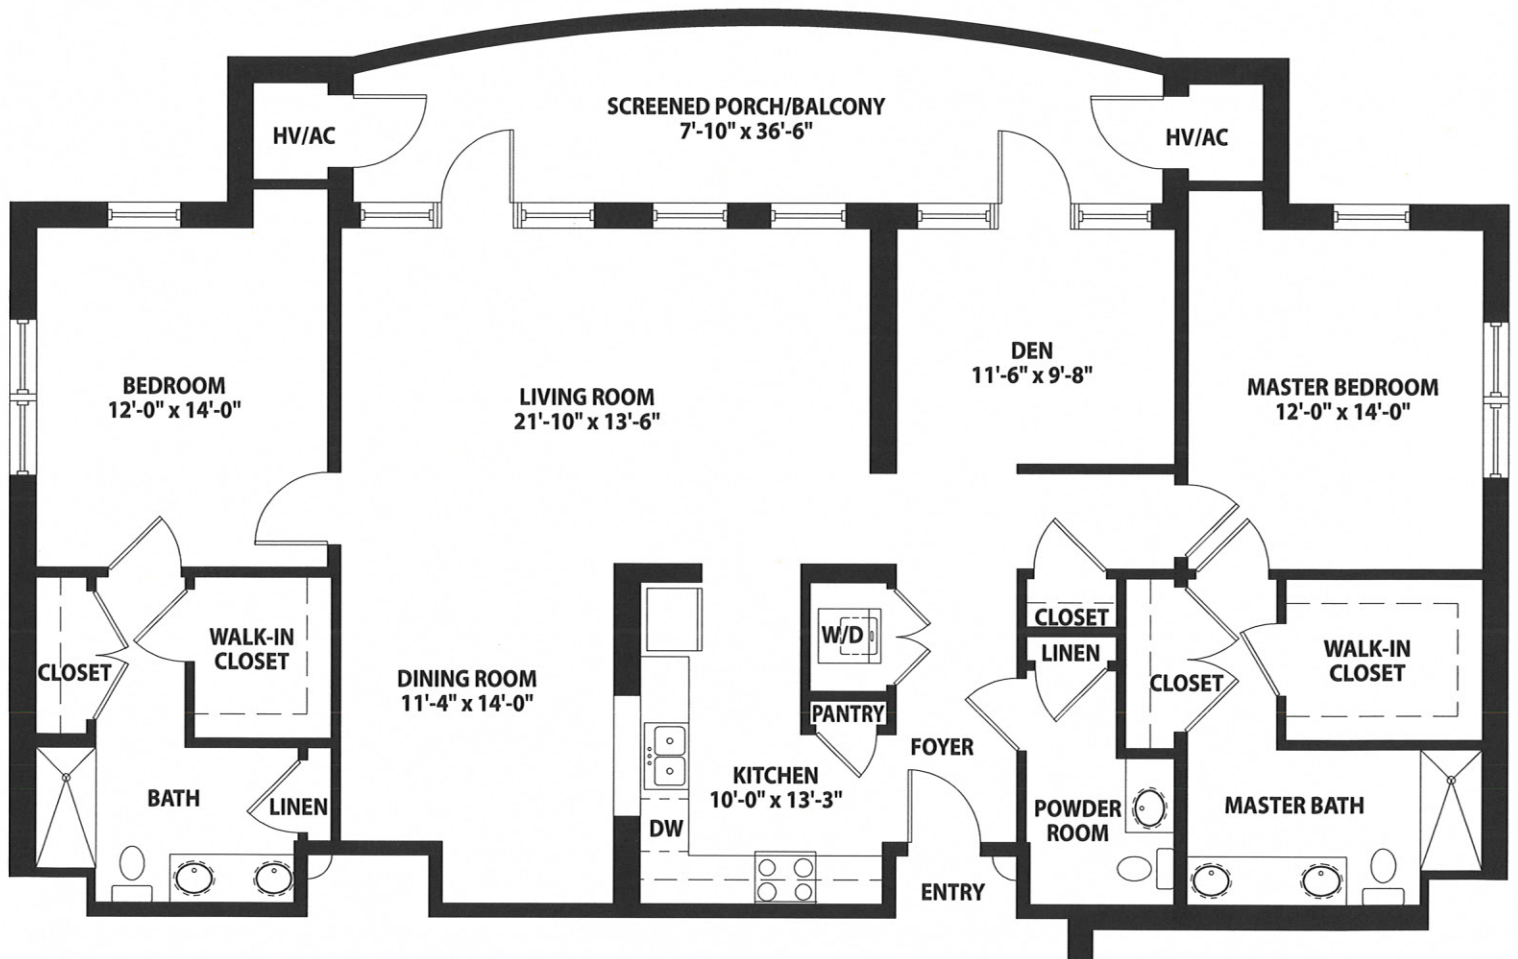 SCREENED PORCH/BALCONY
7'-10" x 36'-6"
HV/AC
HV/AC
BEDROOM
12'-0" x 14'-0"
LIVING ROOM
21'-10" x 13'-6"
DEN
11'-6" x 9'-8"
MASTER BEDROOM
12'-0" x 14'-0"
CLOSET
WALK-IN
CLOSET
DINING ROOM
11'-4" x 14'-0"
W/D
PANTRY
CLOSET
LINEN
CLOSET
WALK-IN
CLOSET
FOYER
BATH
LINEN
KITCHEN
10'-0" x 13'-3"
DW
POWDER
ROOM
MASTER BATH
ENTRY